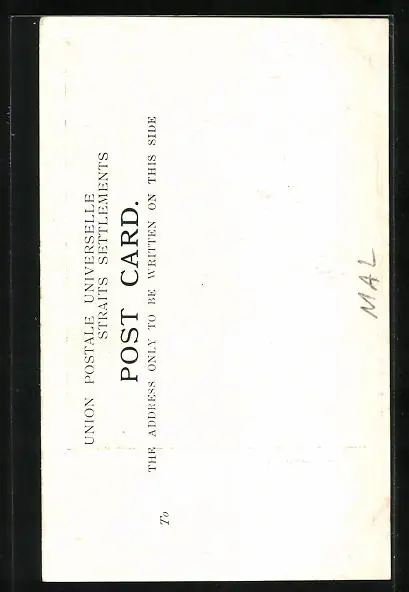 UNION POSTALE UNIVERSELLE
STRAITS SETTLEMENTS
POST CARD.
THE ADDRESS ONLY TO BE WRITTEN ON THIS SIDE
To
MAL